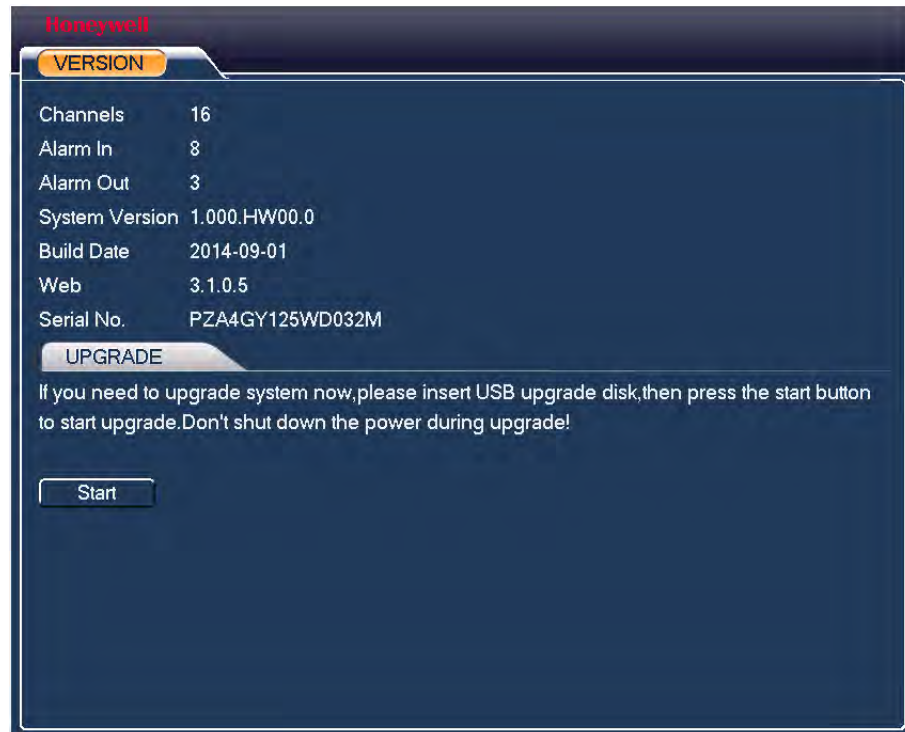 Honeywell
VERSION
Channels 16
Alarm In 8
Alarm Out 3
System Version 1.000.HW00.0
Build Date 2014-09-01
Web 3.1.0.5
Serial No. PZA4GY125WD032M
UPGRADE
If you need to upgrade system now,please insert USB upgrade disk,then press the start button
to start upgrade.Don't shut down the power during upgrade!
Start